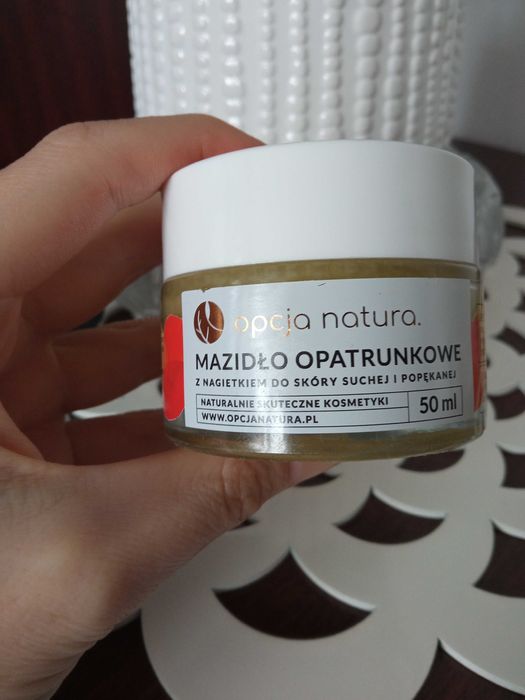 opcja natura.
MAZIDŁO OPATRUNKOWE
Z NAGIETKIEM DO SKÓRY SUCHEJ I POPĘKANEJ
NATURALNIE SKUTECZNE KOSMETYKI
WWW.OPCJANATURA.PL
50 ml